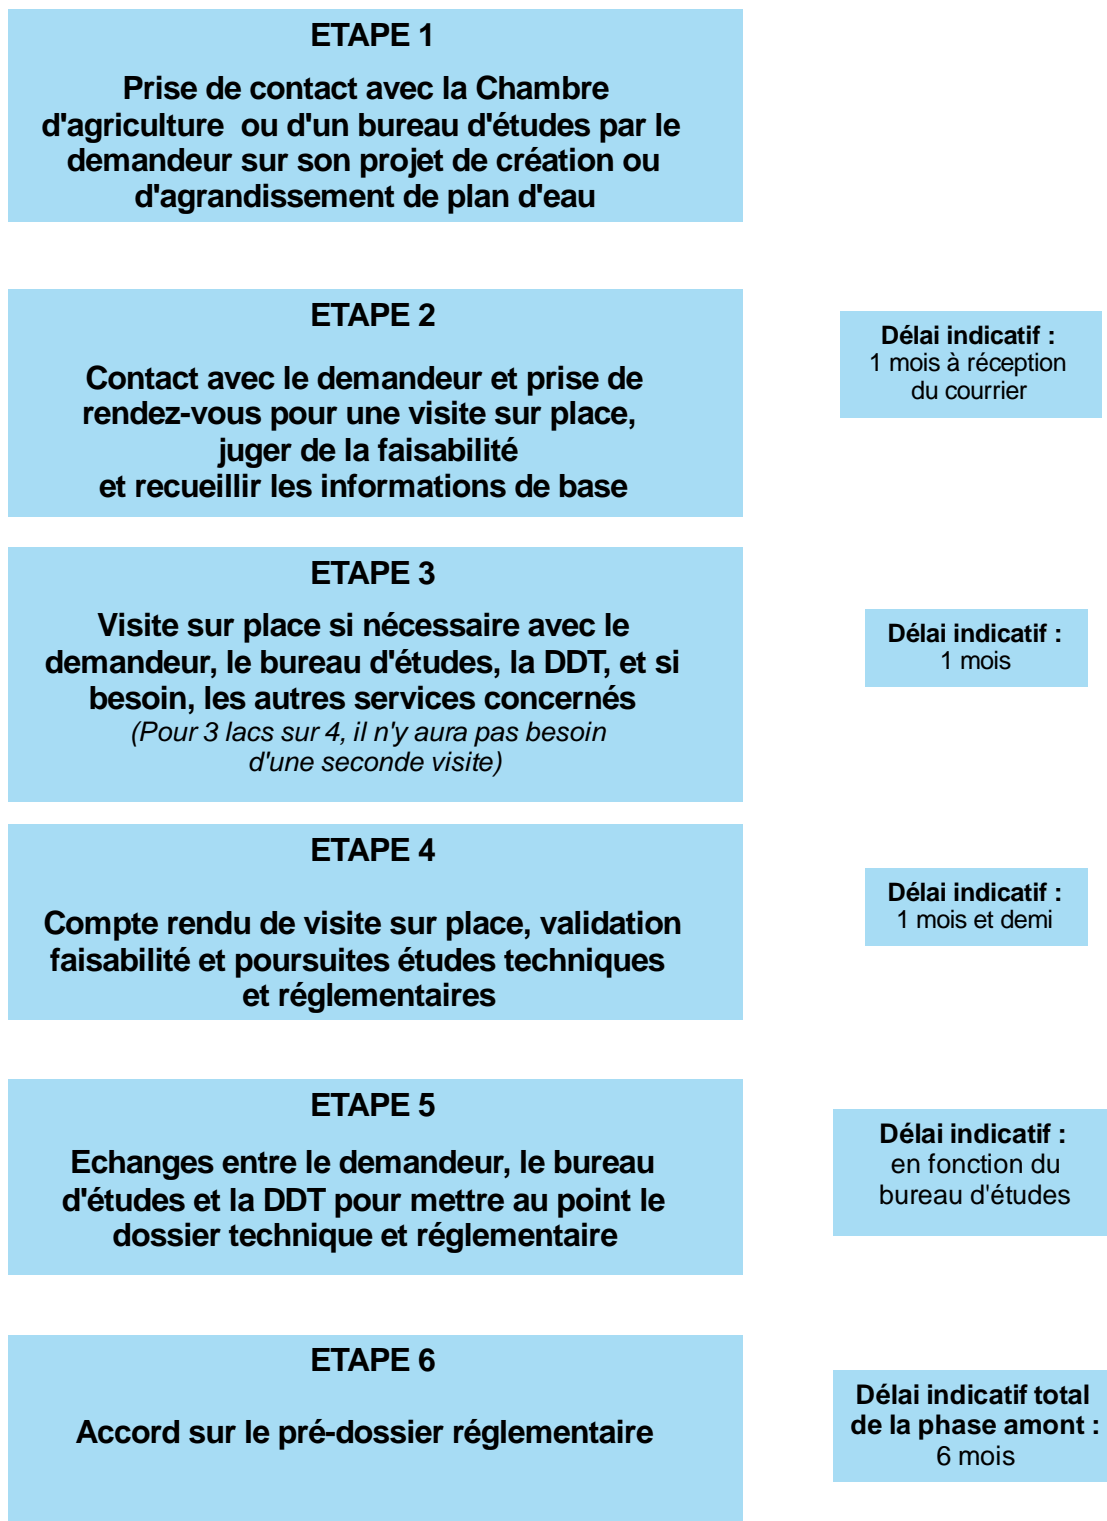 ETAPE 1
Prise de contact avec la Chambre
d'agriculture ou d'un bureau d'études par le
demandeur sur son projet de création ou
d'agrandissement de plan d'eau
ETAPE 2
Contact avec le demandeur et prise de
rendez-vous pour une visite sur place,
juger de la faisabilité
et recueillir les informations de base
Délai indicatif :
1 mois à réception
du courrier
ETAPE 3
Visite sur place si nécessaire avec le
demandeur, le bureau d'études, la DDT, et si
besoin, les autres services concernés
(Pour 3 lacs sur 4, il n'y aura pas besoin
d'une seconde visite)
Délai indicatif :
1 mois
ETAPE 4
Compte rendu de visite sur place, validation
faisabilité et poursuites études techniques
et réglementaires
Délai indicatif :
1 mois et demi
ETAPE 5
Echanges entre le demandeur, le bureau
d'études et la DDT pour mettre au point le
dossier technique et réglementaire
Délai indicatif :
en fonction du
bureau d'études
ETAPE 6
Accord sur le pré-dossier réglementaire
Délai indicatif total
de la phase amont :
6 mois